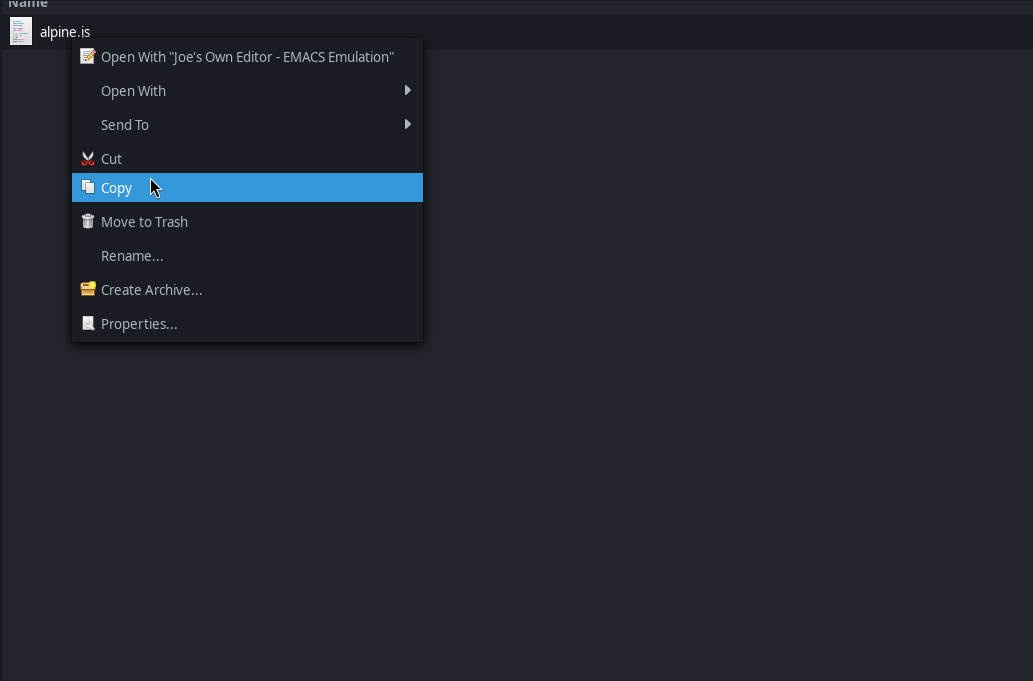 Name
alpine.js
Open With "Joe's Own Editor - EMACS Emulation"
Open With
Send To
Cut
Copy
Move to Trash
Rename...
Create Archive...
Properties...